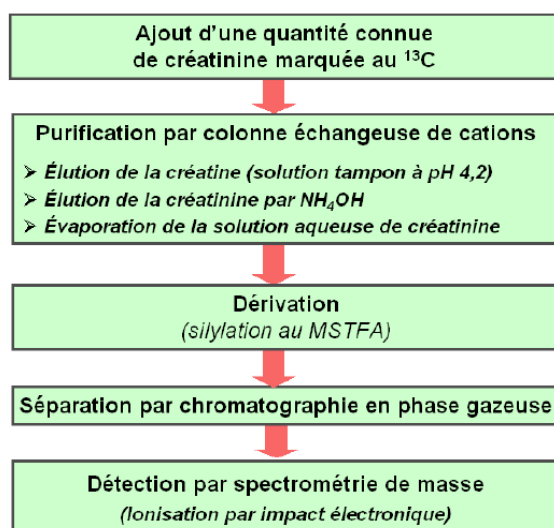 Ajout d'une quantité connue
de créatinine marquée au ¹³C
Purification par colonne échangeuse de cations
➢ Élution de la créatine (solution tampon à pH 4,2)
➢ Élution de la créatinine par NH₄OH
➢ Évaporation de la solution aqueuse de créatinine
Dérivation
(silylation au MSTFA)
Séparation par chromatographie en phase gazeuse
Détection par spectrométrie de masse
(Ionisation par impact électronique)